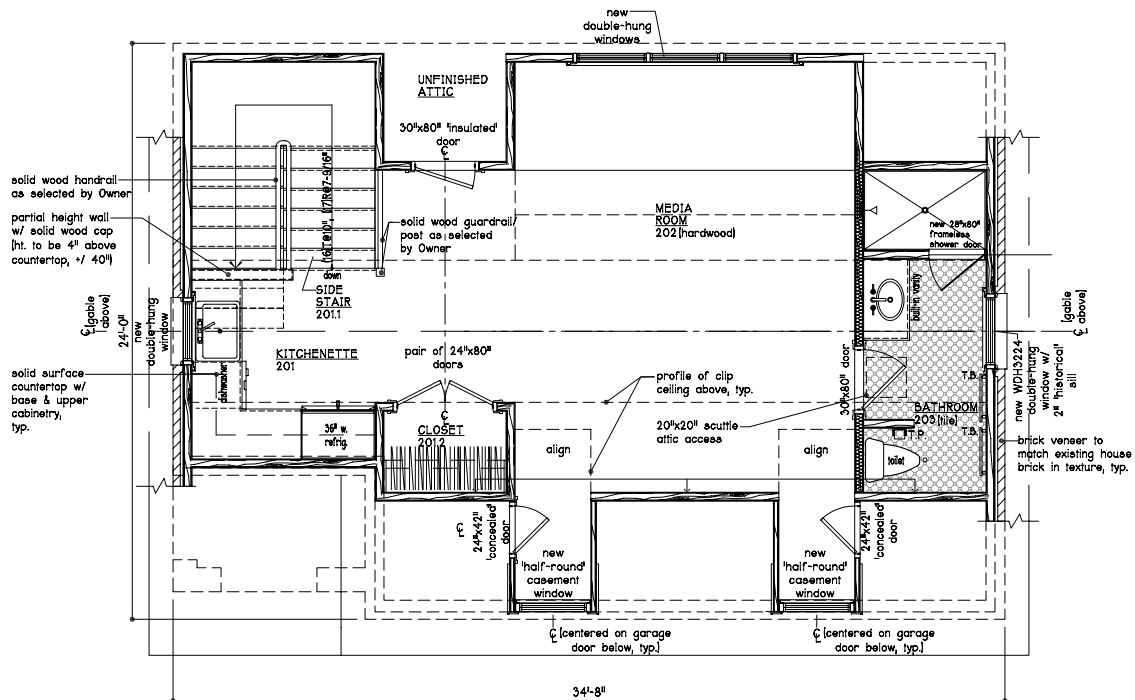 new
double-hung
windows
UNFINISHED
ATTIC
30"x80" 'insulated'
door
℄
solid wood handrail
as selected by Owner
partial height wall
w/ solid wood cap
(ht. to be 4" above
countertop, +/- 40")
(16)T@10", (17)R@7-9/16"
down
solid wood guardrail/
post as selected
by Owner
SIDE
STAIR
201.1
MEDIA
ROOM
202 (hardwood)
new 28"x80"
frameless
shower door
built-in vanity
℄ (gable
above)
24'-0"
new
double-hung
window
KITCHENETTE
201
pair of 24"x80"
doors
solid surface
countertop w/
base & upper
cabinetry,
typ.
dishwasher
36" w.
refrig.
℄
CLOSET
201.2
profile of clip
ceiling above, typ.
20"x20" scuttle
attic access
30"x80" door
T.B.
BATHROOM
203 (tile)
T.P.
T.B.
toilet
℄ (gable
above)
new WDH3224
double-hung
window w/
2" 'historical'
sill
brick veneer to
match existing house
brick in texture, typ.
align
align
℄
24"x42"
'concealed'
door
24"x42"
'concealed'
door
new
'half-round'
casement
window
new
'half-round'
casement
window
℄ (centered on garage
door below, typ.)
℄ (centered on garage
door below, typ.)
34'-8"